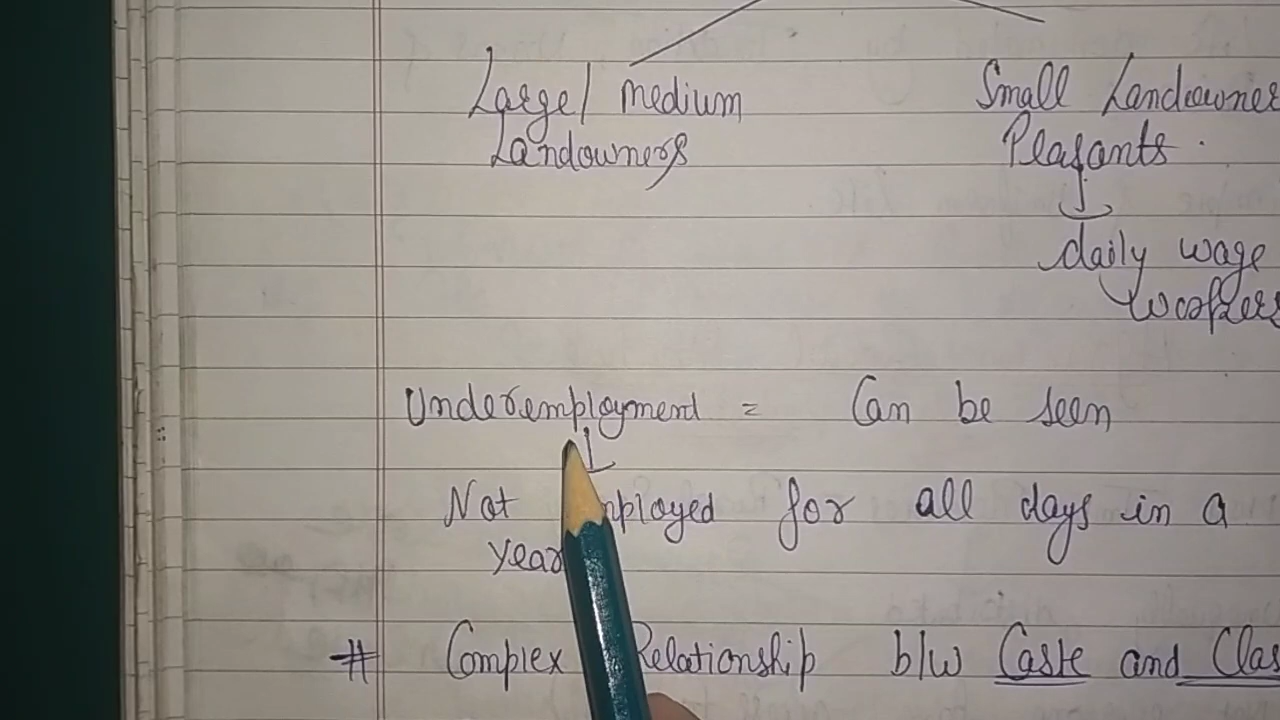 Large/ medium
Landowners
Small Landowner
Peasants.
daily wage
workers
Underemployment = Can be seen
Not employed for all days in a
year
# Complex Relationship b/w Caste and Clas